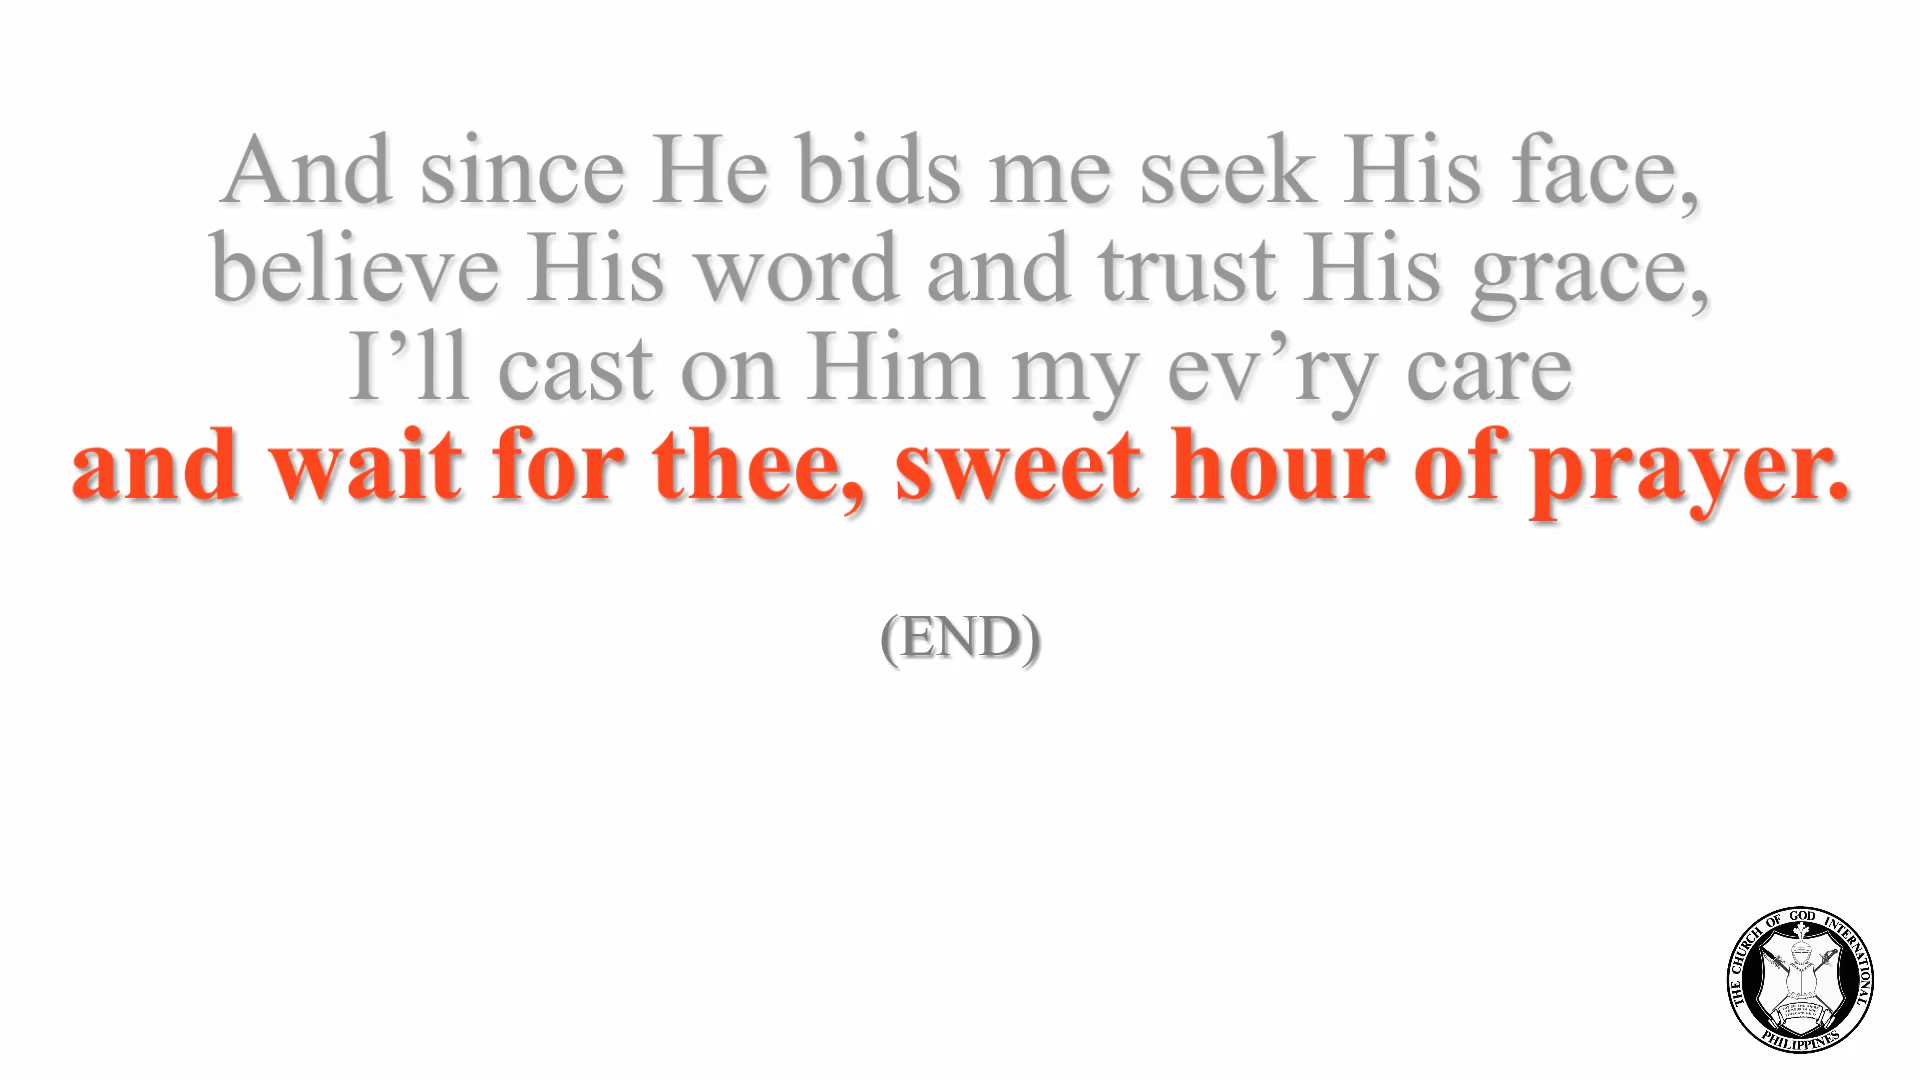 And since He bids me seek His face,
believe His word and trust His grace,
I’ll cast on Him my ev’ry care
and wait for thee, sweet hour of prayer.
(END)
THE CHURCH OF GOD INTERNATIONAL
PHILIPPINES